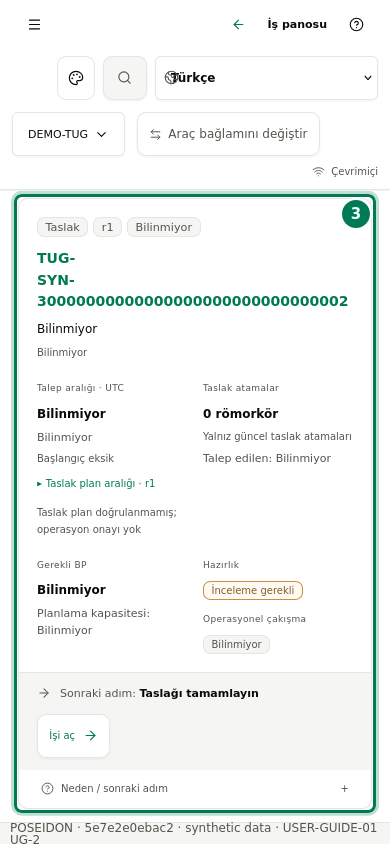 İş panosu
Türkçe
DEMO-TUG
Araç bağlamını değiştir
Çevrimiçi
3
Taslak r1 Bilinmiyor
TUG-
SYN-
30000000000000000000000000000002
Bilinmiyor
Bilinmiyor
Talep aralığı · UTC
Bilinmiyor
Bilinmiyor
Başlangıç eksik
▸ Taslak plan aralığı · r1
Taslak plan doğrulanmamış;
operasyon onayı yok
Taslak atamalar
0 römorkör
Yalnız güncel taslak atamaları
Talep edilen: Bilinmiyor
Gerekli BP
Bilinmiyor
Planlama kapasitesi:
Bilinmiyor
Hazırlık
İnceleme gerekli
Operasyonel çakışma
Bilinmiyor
Sonraki adım: Taslağı tamamlayın
İşi aç
Neden / sonraki adım +
POSEIDON · 5e7e2e0ebac2 · synthetic data · USER-GUIDE-01
UG-2